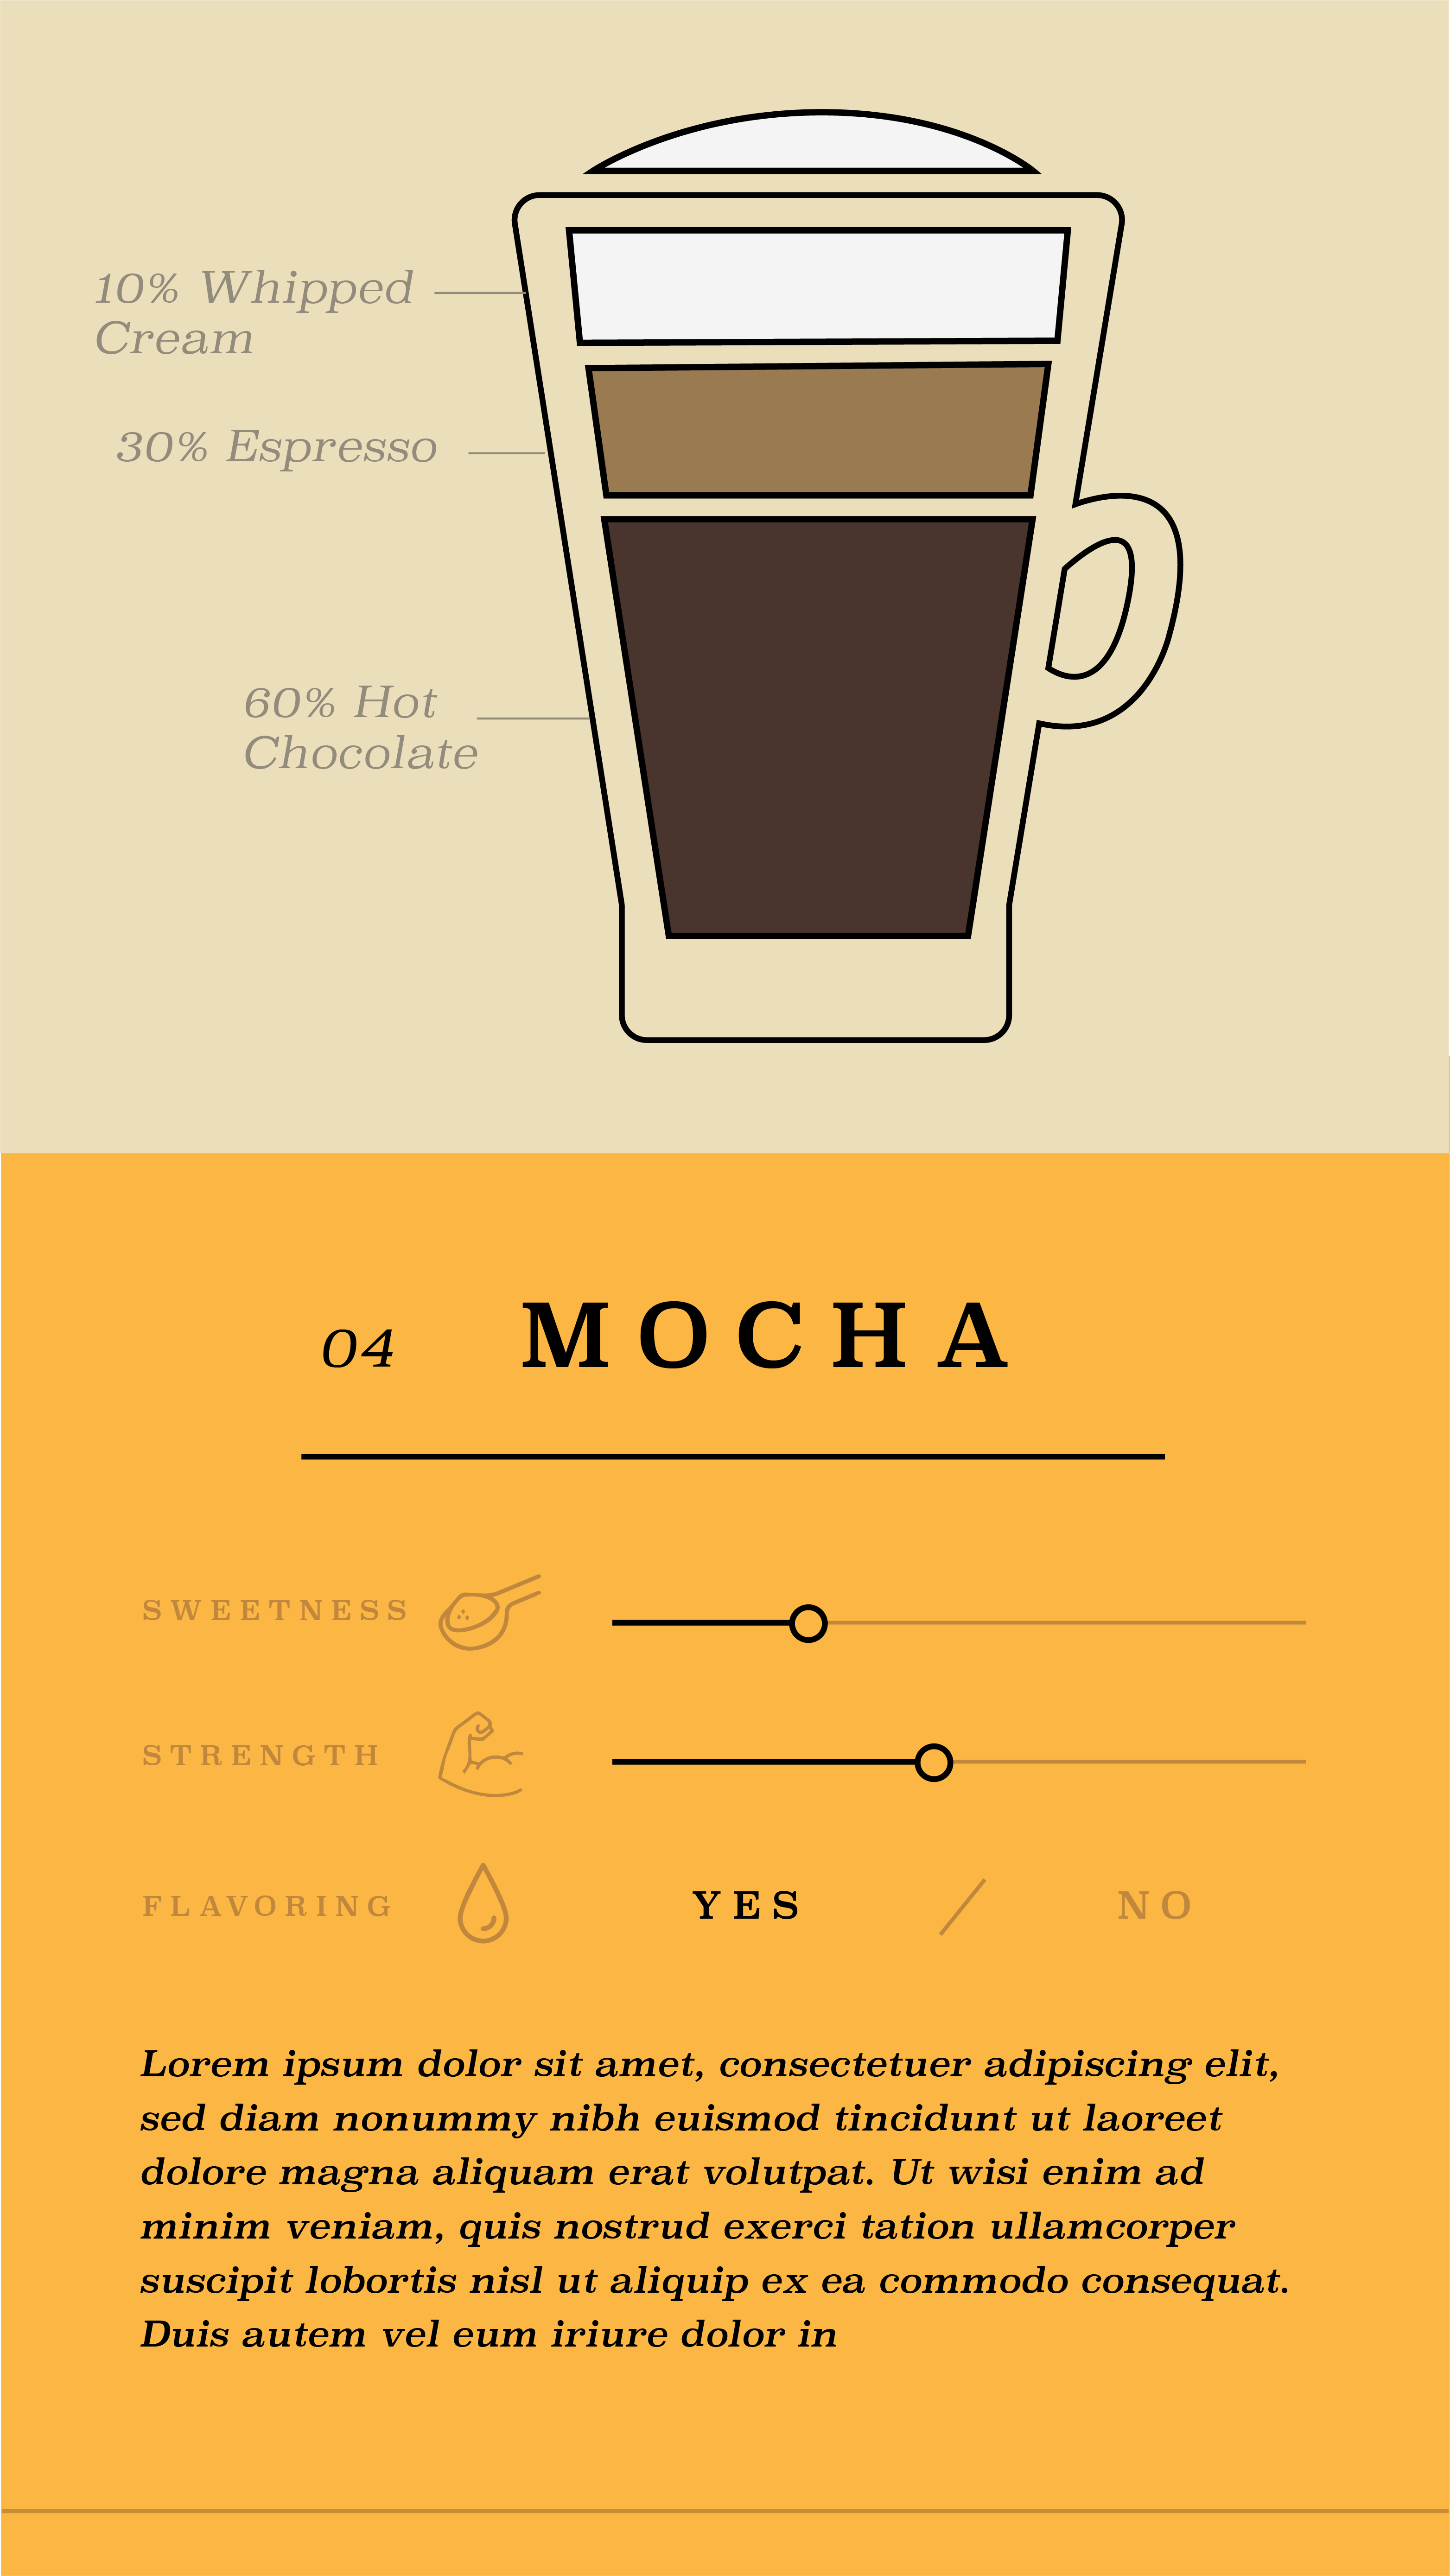 10% Whipped
Cream
30% Espresso
60% Hot
Chocolate
04 MOCHA
SWEETNESS
STRENGTH
FLAVORING YES / NO
Lorem ipsum dolor sit amet, consectetuer adipiscing elit,
sed diam nonummy nibh euismod tincidunt ut laoreet
dolore magna aliquam erat volutpat. Ut wisi enim ad
minim veniam, quis nostrud exerci tation ullamcorper
suscipit lobortis nisl ut aliquip ex ea commodo consequat.
Duis autem vel eum iriure dolor in